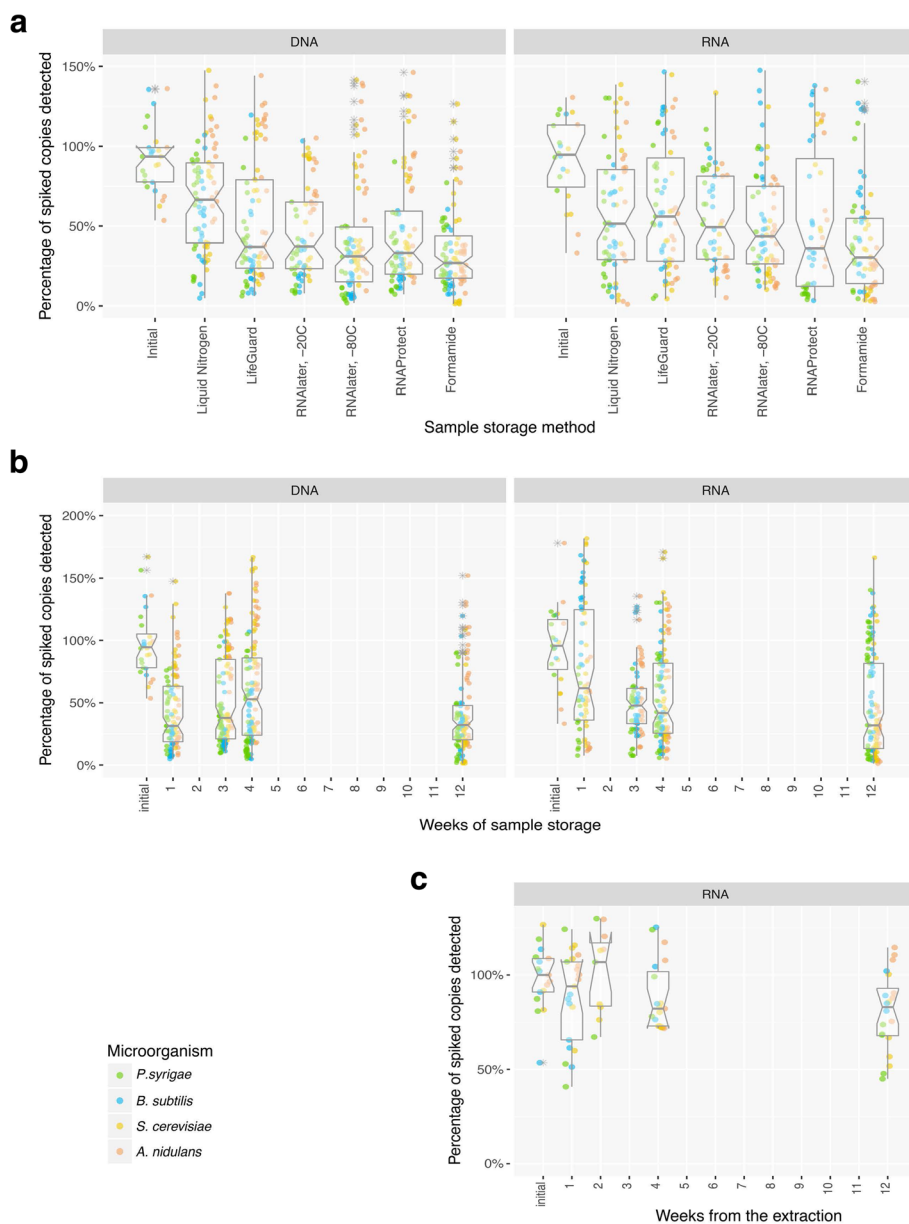 a
DNA
RNA
150%
100%
50%
0%
Percentage of spiked copies detected
Initial
Liquid Nitrogen
LifeGuard
RNAlater, −20C
RNAlater, −80C
RNAProtect
Formamide
Initial
Liquid Nitrogen
LifeGuard
RNAlater, −20C
RNAlater, −80C
RNAProtect
Formamide
Sample storage method
b
DNA
RNA
200%
150%
100%
50%
0%
Percentage of spiked copies detected
initial 1 2 3 4 5 6 7 8 9 10 11 12
initial 1 2 3 4 5 6 7 8 9 10 11 12
Weeks of sample storage
c
RNA
100%
50%
0%
Percentage of spiked copies detected
initial 1 2 3 4 5 6 7 8 9 10 11 12
Weeks from the extraction
Microorganism
P.syrigae
B. subtilis
S. cerevisiae
A. nidulans